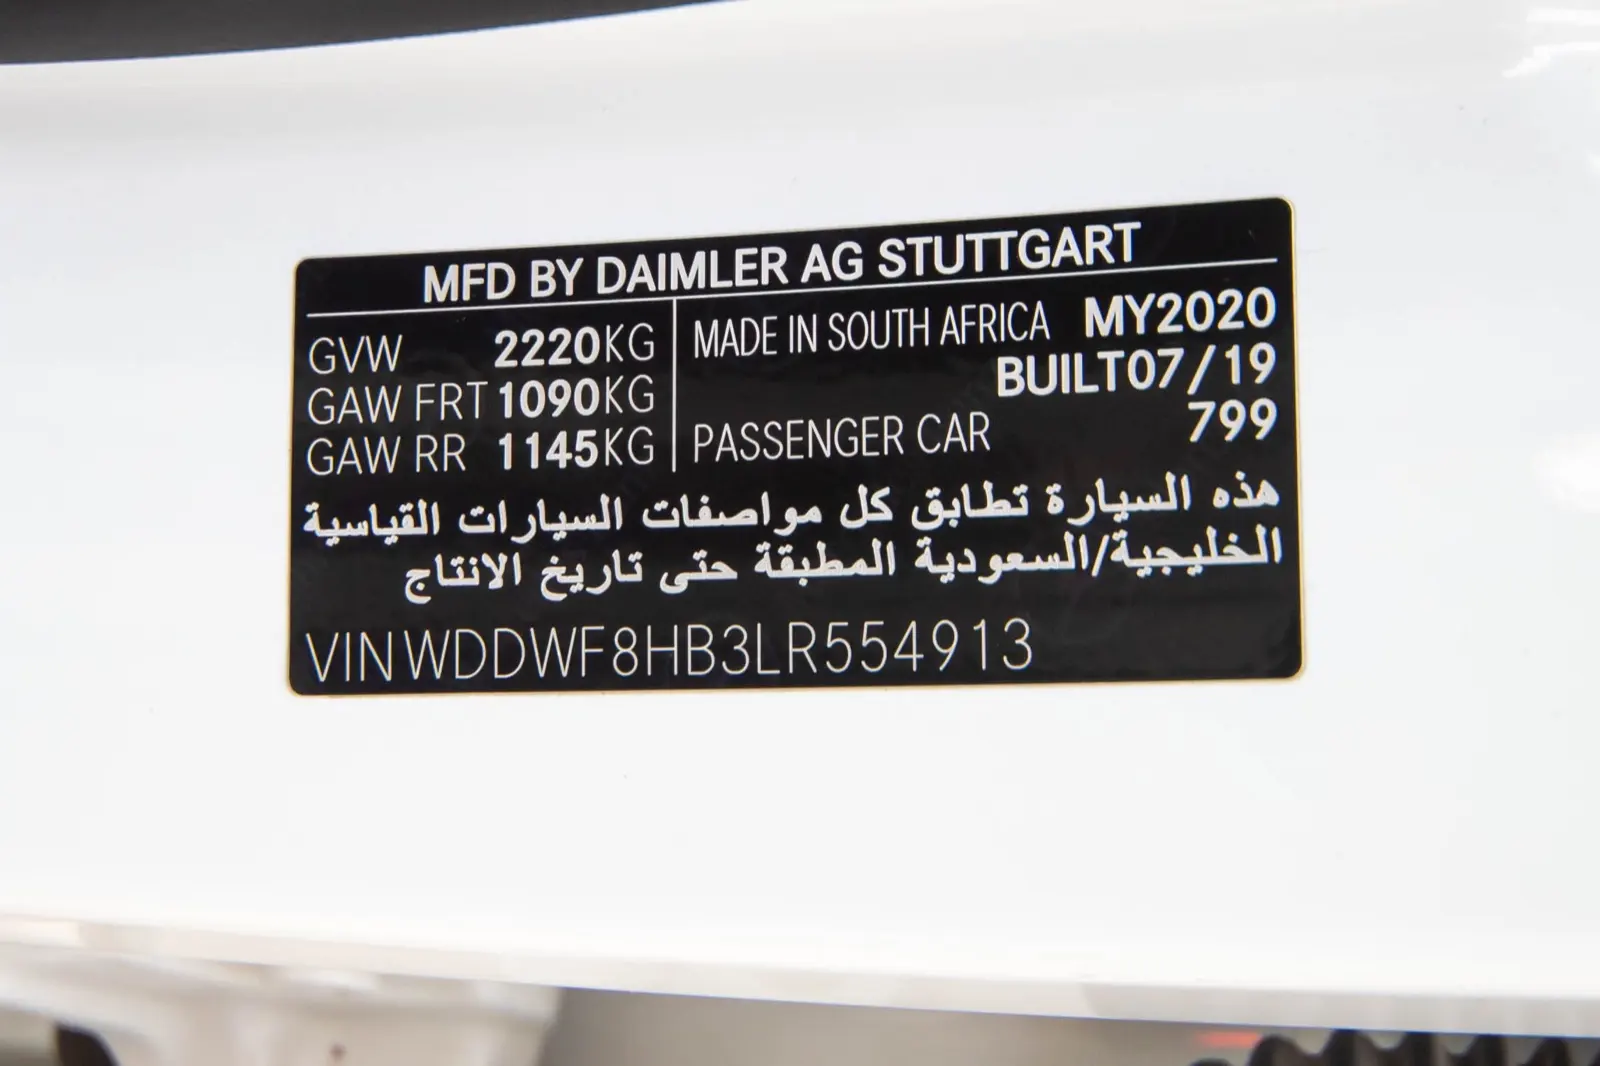 MFD BY DAIMLER AG STUTTGART
GVW 2220KG
GAW FRT 1090KG
GAW RR 1145KG
MADE IN SOUTH AFRICA MY2020
BUILT07/19
799
PASSENGER CAR
هذه السيارة تطابق كل مواصفات السيارات القياسية
الخليجية/السعودية المطبقة حتى تاريخ الانتاج
VIN WDDWF8HB3LR554913